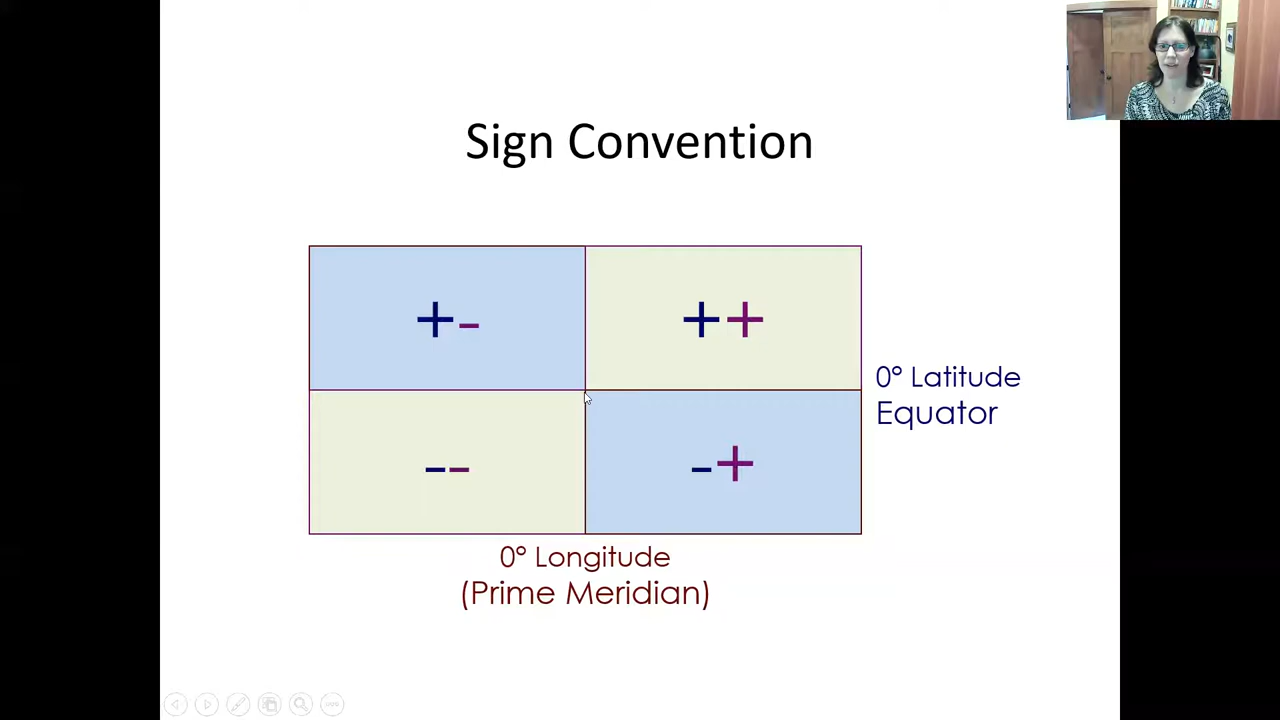 Sign Convention
+-
++
0° Latitude
Equator
--
-+
0° Longitude
(Prime Meridian)